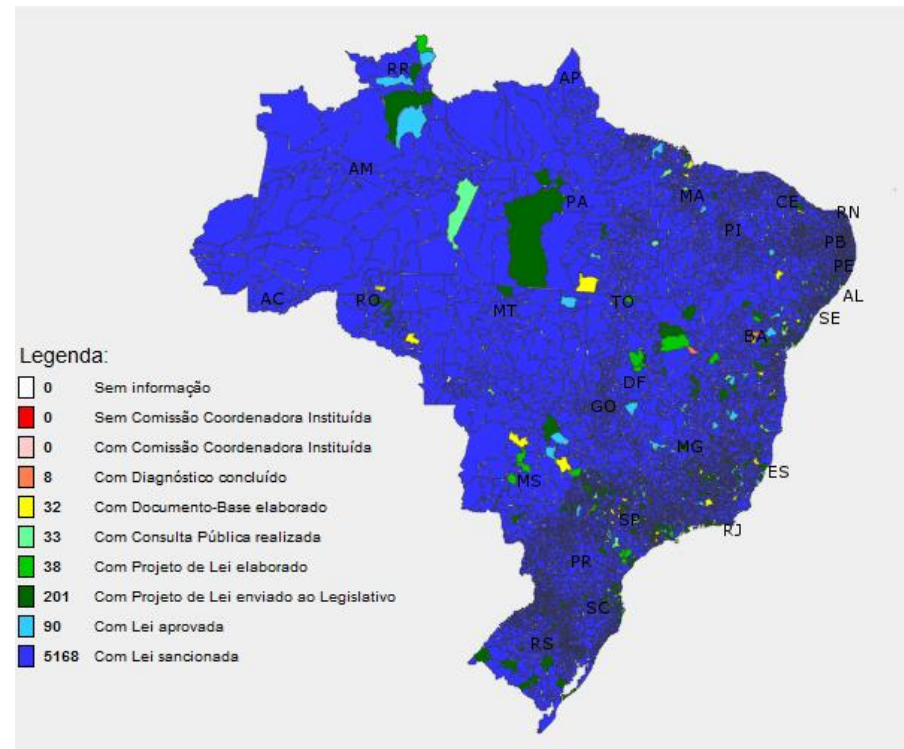 RR
AP
AM
PA
MA
CE
RN
PI
PB
PE
AC
RO
MT
TO
AL
SE
BA
Legenda:
0 Sem informação
DF
0 Sem Comissão Coordenadora Instituída
GO
0 Com Comissão Coordenadora Instituída
MG
8 Com Diagnóstico concluído
ES
MS
32 Com Documento-Base elaborado
SP
RJ
33 Com Consulta Pública realizada
PR
38 Com Projeto de Lei elaborado
201 Com Projeto de Lei enviado ao Legislativo
SC
90 Com Lei aprovada
RS
5168 Com Lei sancionada